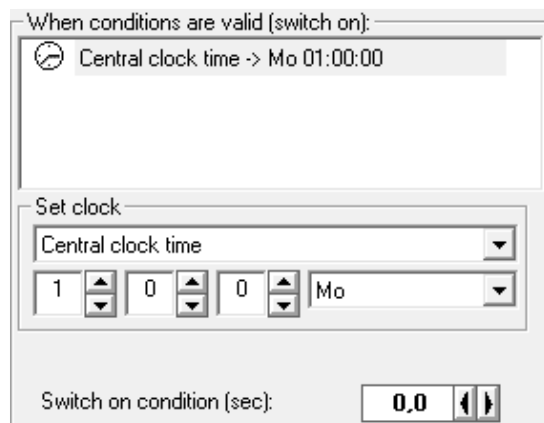 When conditions are valid (switch on):
Central clock time -> Mo 01:00:00
Set clock
Central clock time
1 0 0 Mo
Switch on condition (sec): 0,0